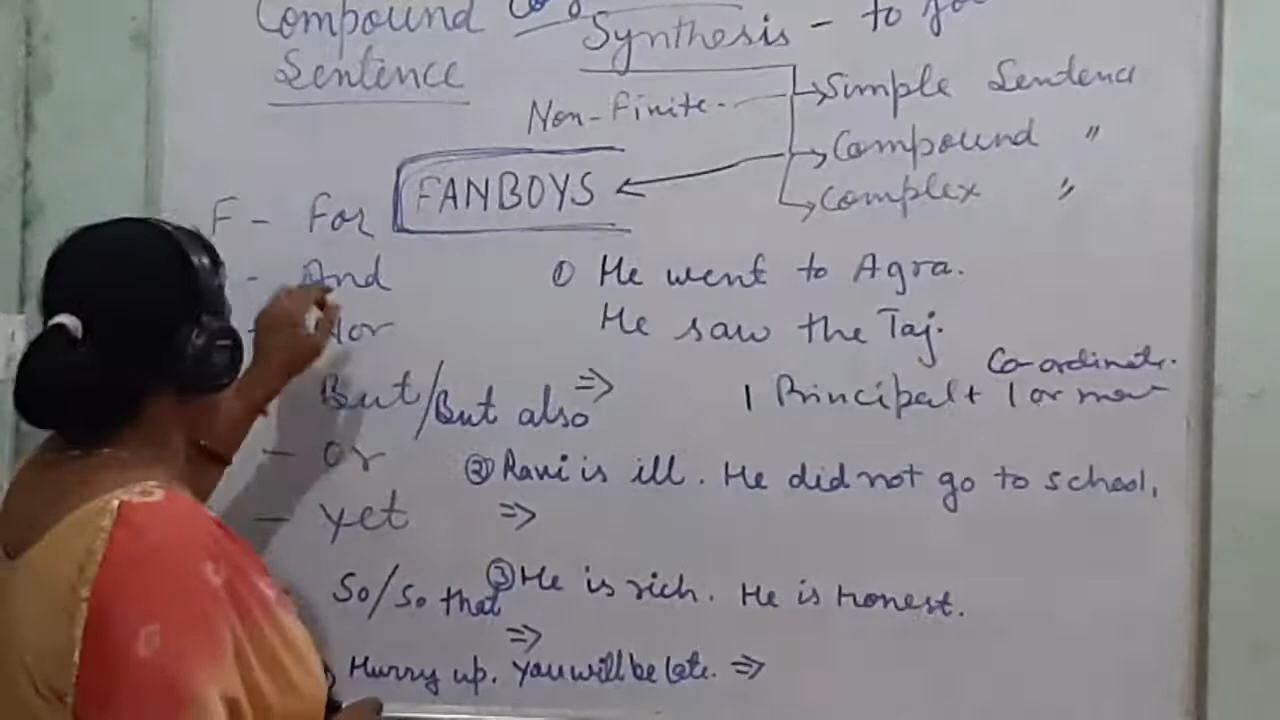 Compound
Sentence
Synthesis - to
Non-Finite.
Simple Sentence
Compound "
Complex "
FANBOYS
F - For
- And
Nor
But/But also
- or
- yet
So/So that
① He went to Agra.
He saw the Taj.
⇒ 1 Principal + 1 or more
Co-ordinate.
② Ravi is ill. He did not go to school,
⇒
③ He is rich. He is Honest.
⇒
Hurry up. You will be late. ⇒